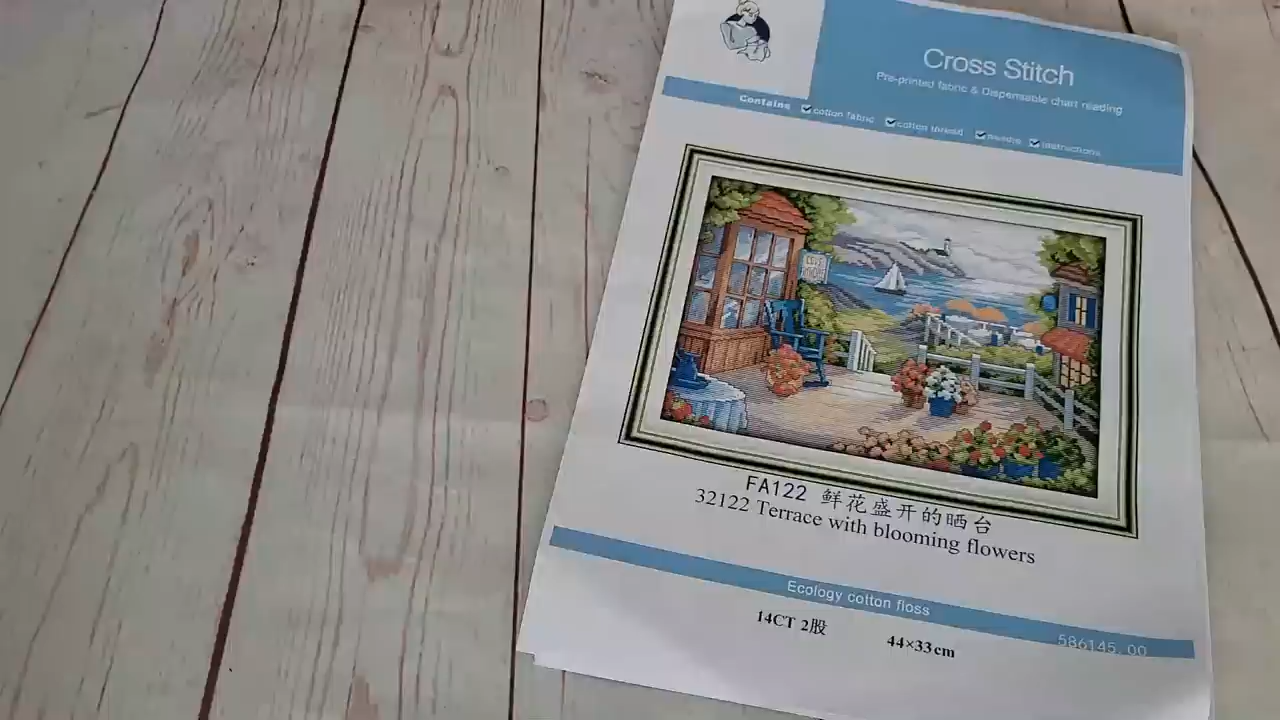 Cross Stitch
Pre-printed fabric & Dispensable chart reading
Contains cotton fabric cotton thread needle instructions
FA122 鲜花盛开的晒台
32122 Terrace with blooming flowers
Ecology cotton floss
586145.00
14CT 2股 44×33cm